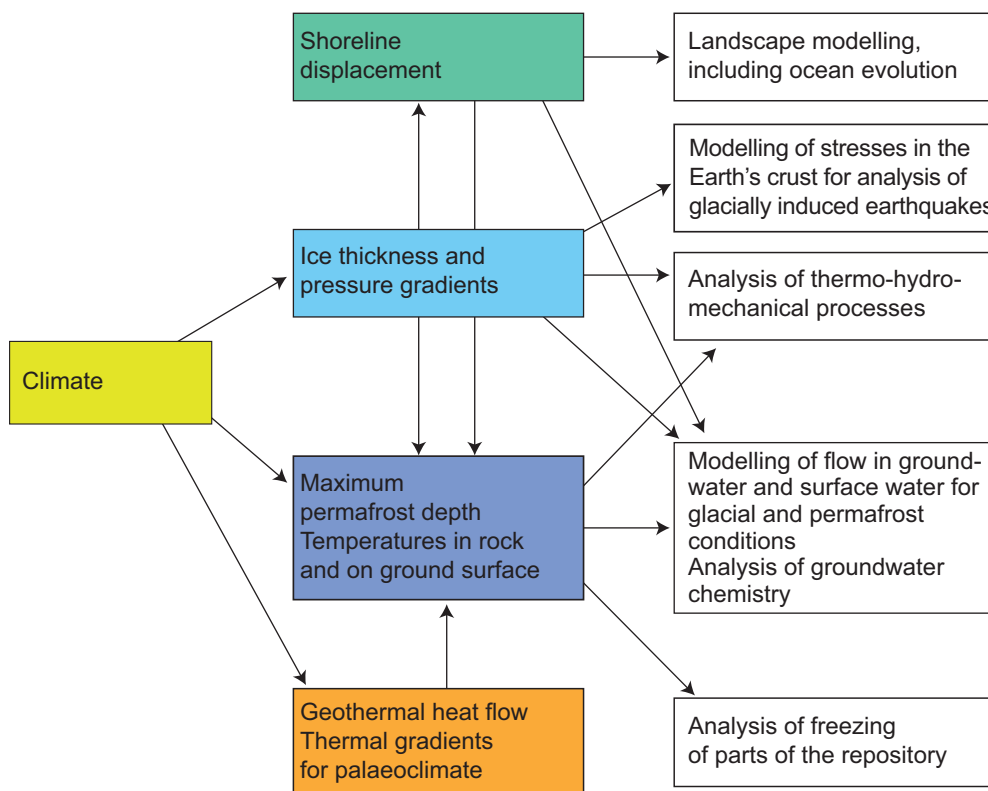 Shoreline
displacement
Landscape modelling,
including ocean evolution
Modelling of stresses in the
Earth's crust for analysis of
glacially induced earthquakes
Ice thickness and
pressure gradients
Analysis of thermo-hydro-
mechanical processes
Climate
Maximum
permafrost depth
Temperatures in rock
and on ground surface
Modelling of flow in ground-
water and surface water for
glacial and permafrost
conditions
Analysis of groundwater
chemistry
Geothermal heat flow
Thermal gradients
for palaeoclimate
Analysis of freezing
of parts of the repository